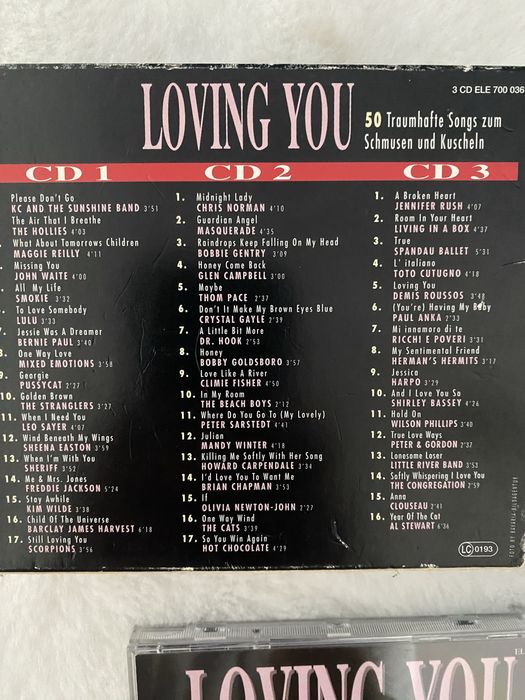 LOVING YOU
3 CD ELE 700 036
50 Traumhafte Songs zum
Schmusen und Kuscheln
CD 1
Please Don't Go
KC AND THE SUNSHINE BAND 3'51
The Air That I Breathe
THE HOLLIES 4'03
What About Tomorrows Children
MAGGIE REILLY 4'11
Missing You
JOHN WAITE 4'00
All My Life
SMOKIE 3'32
To Love Somebody
LULU 3'33
Jessie Was A Dreamer
BERNIE PAUL 3'40
One Way Love
MIXED EMOTIONS 3'58
Georgie
PUSSYCAT 2'27
10. Golden Brown
THE STRANGLERS 3'27
11. When I Need You
LEO SAYER 4'07
12. Wind Beneath My Wings
SHEENA EASTON 3'59
13. When I'm With You
SHERIFF 3'52
14. Me & Mrs. Jones
FREDDIE JACKSON 5'24
15. Stay Awhile
KIM WILDE 3'38
16. Child Of The Universe
BARCLAY JAMES HARVEST 6'18
17. Still Loving You
SCORPIONS 3'56
CD 2
1. Midnight Lady
CHRIS NORMAN 4'10
2. Guardian Angel
MASQUERADE 4'35
3. Raindrops Keep Falling On My Head
BOBBIE GENTRY 3'09
4. Honey Come Back
GLEN CAMPBELL 3'00
5. Maybe
THOM PACE 2'37
6. Don't It Make My Brown Eyes Blue
CRYSTAL GAYLE 2'39
7. A Little Bit More
DR. HOOK 2'53
8. Honey
BOBBY GOLDSBORO 3'57
9. Love Like A River
CLIMIE FISHER 4'50
10. In My Room
THE BEACH BOYS 2'12
11. Where Do You Go To (My Lovely)
PETER SARSTEDT 4'41
12. Julian
MANDY WINTER 4'18
13. Killing Me Softly With Her Song
HOWARD CARPENDALE 3'34
14. I'd Love You To Want Me
BRIAN CHAPMAN 3'53
15. If
OLIVIA NEWTON-JOHN 2'27
16. One Way Wind
THE CATS 3'39
17. So You Win Again
HOT CHOCOLATE 4'29
CD 3
1. A Broken Heart
JENNIFER RUSH 4'07
2. Room In Your Heart
LIVING IN A BOX 4'37
3. True
SPANDAU BALLET 5'31
4. L' italiano
TOTO CUTUGNO 4'18
5. Loving You
DEMIS ROUSSOS 3'48
6. (You're) Having My Baby
PAUL ANKA 2'33
7. Mi innamoro di te
RICCHI E POVERI 3'31
8. My Sentimental Friend
HERMAN'S HERMITS 3'17
9. Jessica
HARPO 3'29
10. And I Love You So
SHIRLEY BASSEY 4'26
11. Hold On
WILSON PHILLIPS 3'40
12. True Love Ways
PETER & GORDON 2'37
13. Lonesome Loser
LITTLE RIVER BAND 3'53
14. Softly Whispering I Love You
THE CONGREGATION 2'59
15. Anna
CLOUSEAU 2'41
16. Year Of The Cat
AL STEWART 6'36
LC 0193
FOTO BY BAVARIA BILDAGENTUR
EL
LOVING YOU